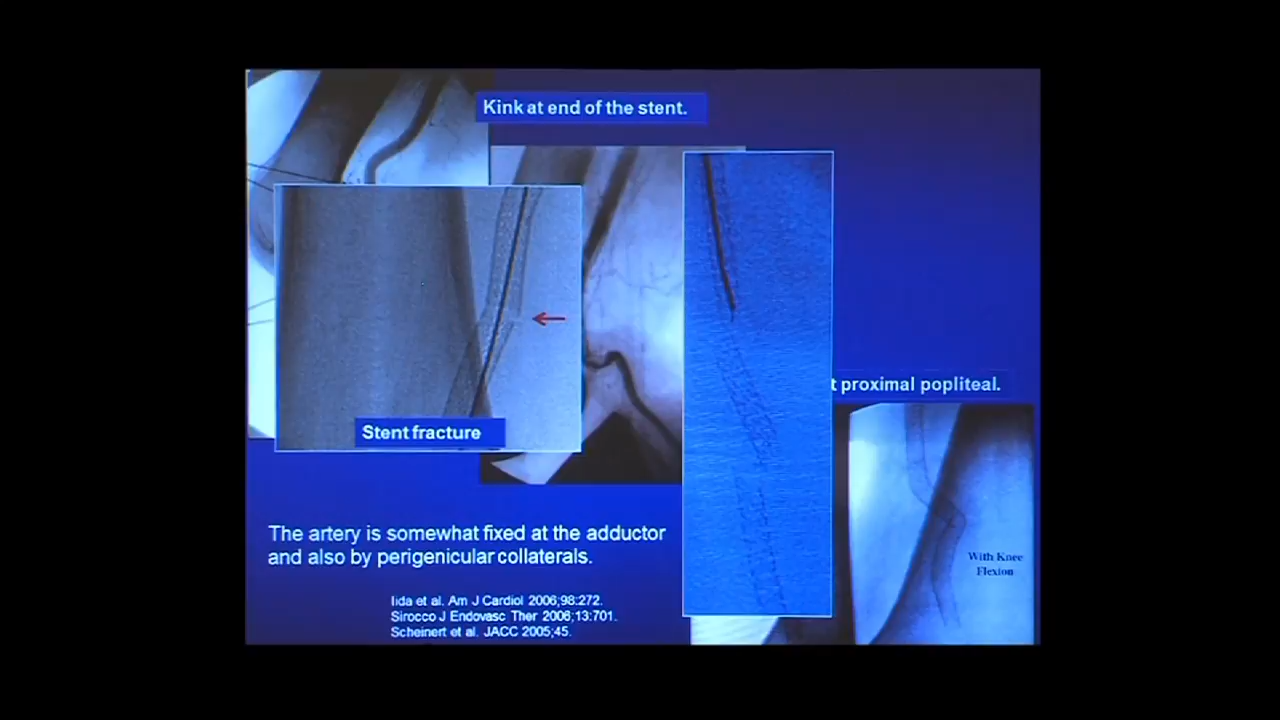 Kink at end of the stent.
t proximal popliteal.
Stent fracture
The artery is somewhat fixed at the adductor
and also by perigenicular collaterals.
With Knee
Flexion
Iida et al. Am J Cardiol 2006;98:272.
Sirocco J Endovasc Ther 2006;13:701.
Scheinert et al. JACC 2005;45.